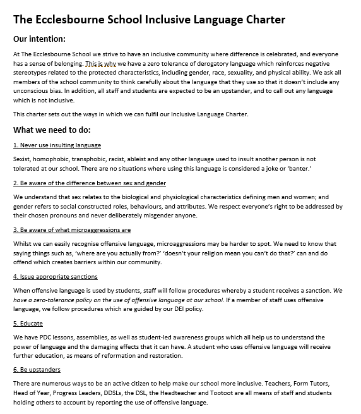 The Ecclesbourne School Inclusive Language Charter
Our intention:
At The Ecclesbourne School we strive to have an inclusive community where difference is celebrated, and everyone
has a sense of belonging. This is why we have a zero tolerance of derogatory language which reinforces negative
stereotypes related to the protected characteristics, including gender, race, sexuality, and physical ability. We ask all
members of the school community to think carefully about the language that they use so that it doesn't include any
unconscious bias. In addition, all staff and students are expected to be an upstander, and to call out any language
which is not inclusive.
This charter sets out the ways in which we can fulfil our Inclusive Language Charter.
What we need to do:
1. Never use insulting language
Sexist, homophobic, transphobic, racist, ableist and any other language used to insult another person is not
tolerated at our school. There are no situations where using this language is considered a joke or 'banter.'
2. Be aware of the difference between sex and gender
We understand that sex relates to the biological and physiological characteristics defining men and women; and
gender refers to social constructed roles, behaviours, and attributes. We respect everyone's right to be addressed by
their chosen pronouns and never deliberately misgender anyone.
3. Be aware of what microaggressions are
Whilst we can easily recognise offensive language, microaggressions may be harder to spot. We need to know that
saying things such as, 'where are you actually from?' 'doesn't your religion mean you can't do that?' can and do
offend which creates barriers within our community.
4. Issue appropriate sanctions
When offensive language is used by students, staff will follow procedures whereby a student receives a sanction. We
have a zero-tolerance policy on the use of offensive language at our school. If a member of staff uses offensive
language, we follow procedures which are guided by our DEI policy.
5. Educate
We have PDC lessons, assemblies, as well as student-led awareness groups which all help us to understand the
power of language and the damaging effects that it can have. A student who uses offensive language will receive
further education, as means of reformation and restoration.
6. Be upstanders
There are numerous ways to be an active citizen to help make our school more inclusive. Teachers, Form Tutors,
Head of Year, Progress Leaders, DDSLs, the DSL, the Headteacher and Tootoot are all means of staff and students
holding others to account by reporting the use of offensive language.